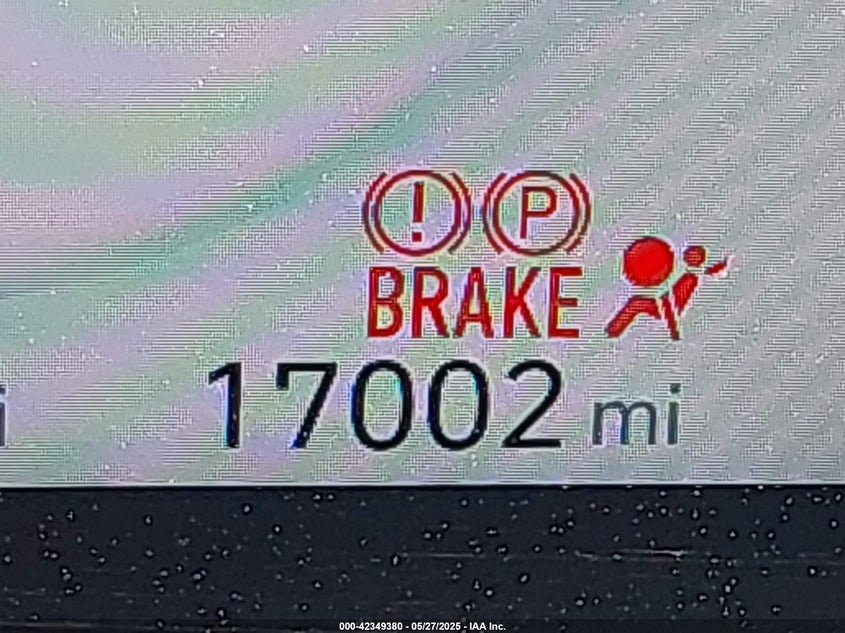 ! P
BRAKE
i 17002 mi
000-42349380 - 05/27/2025 - IAA Inc.